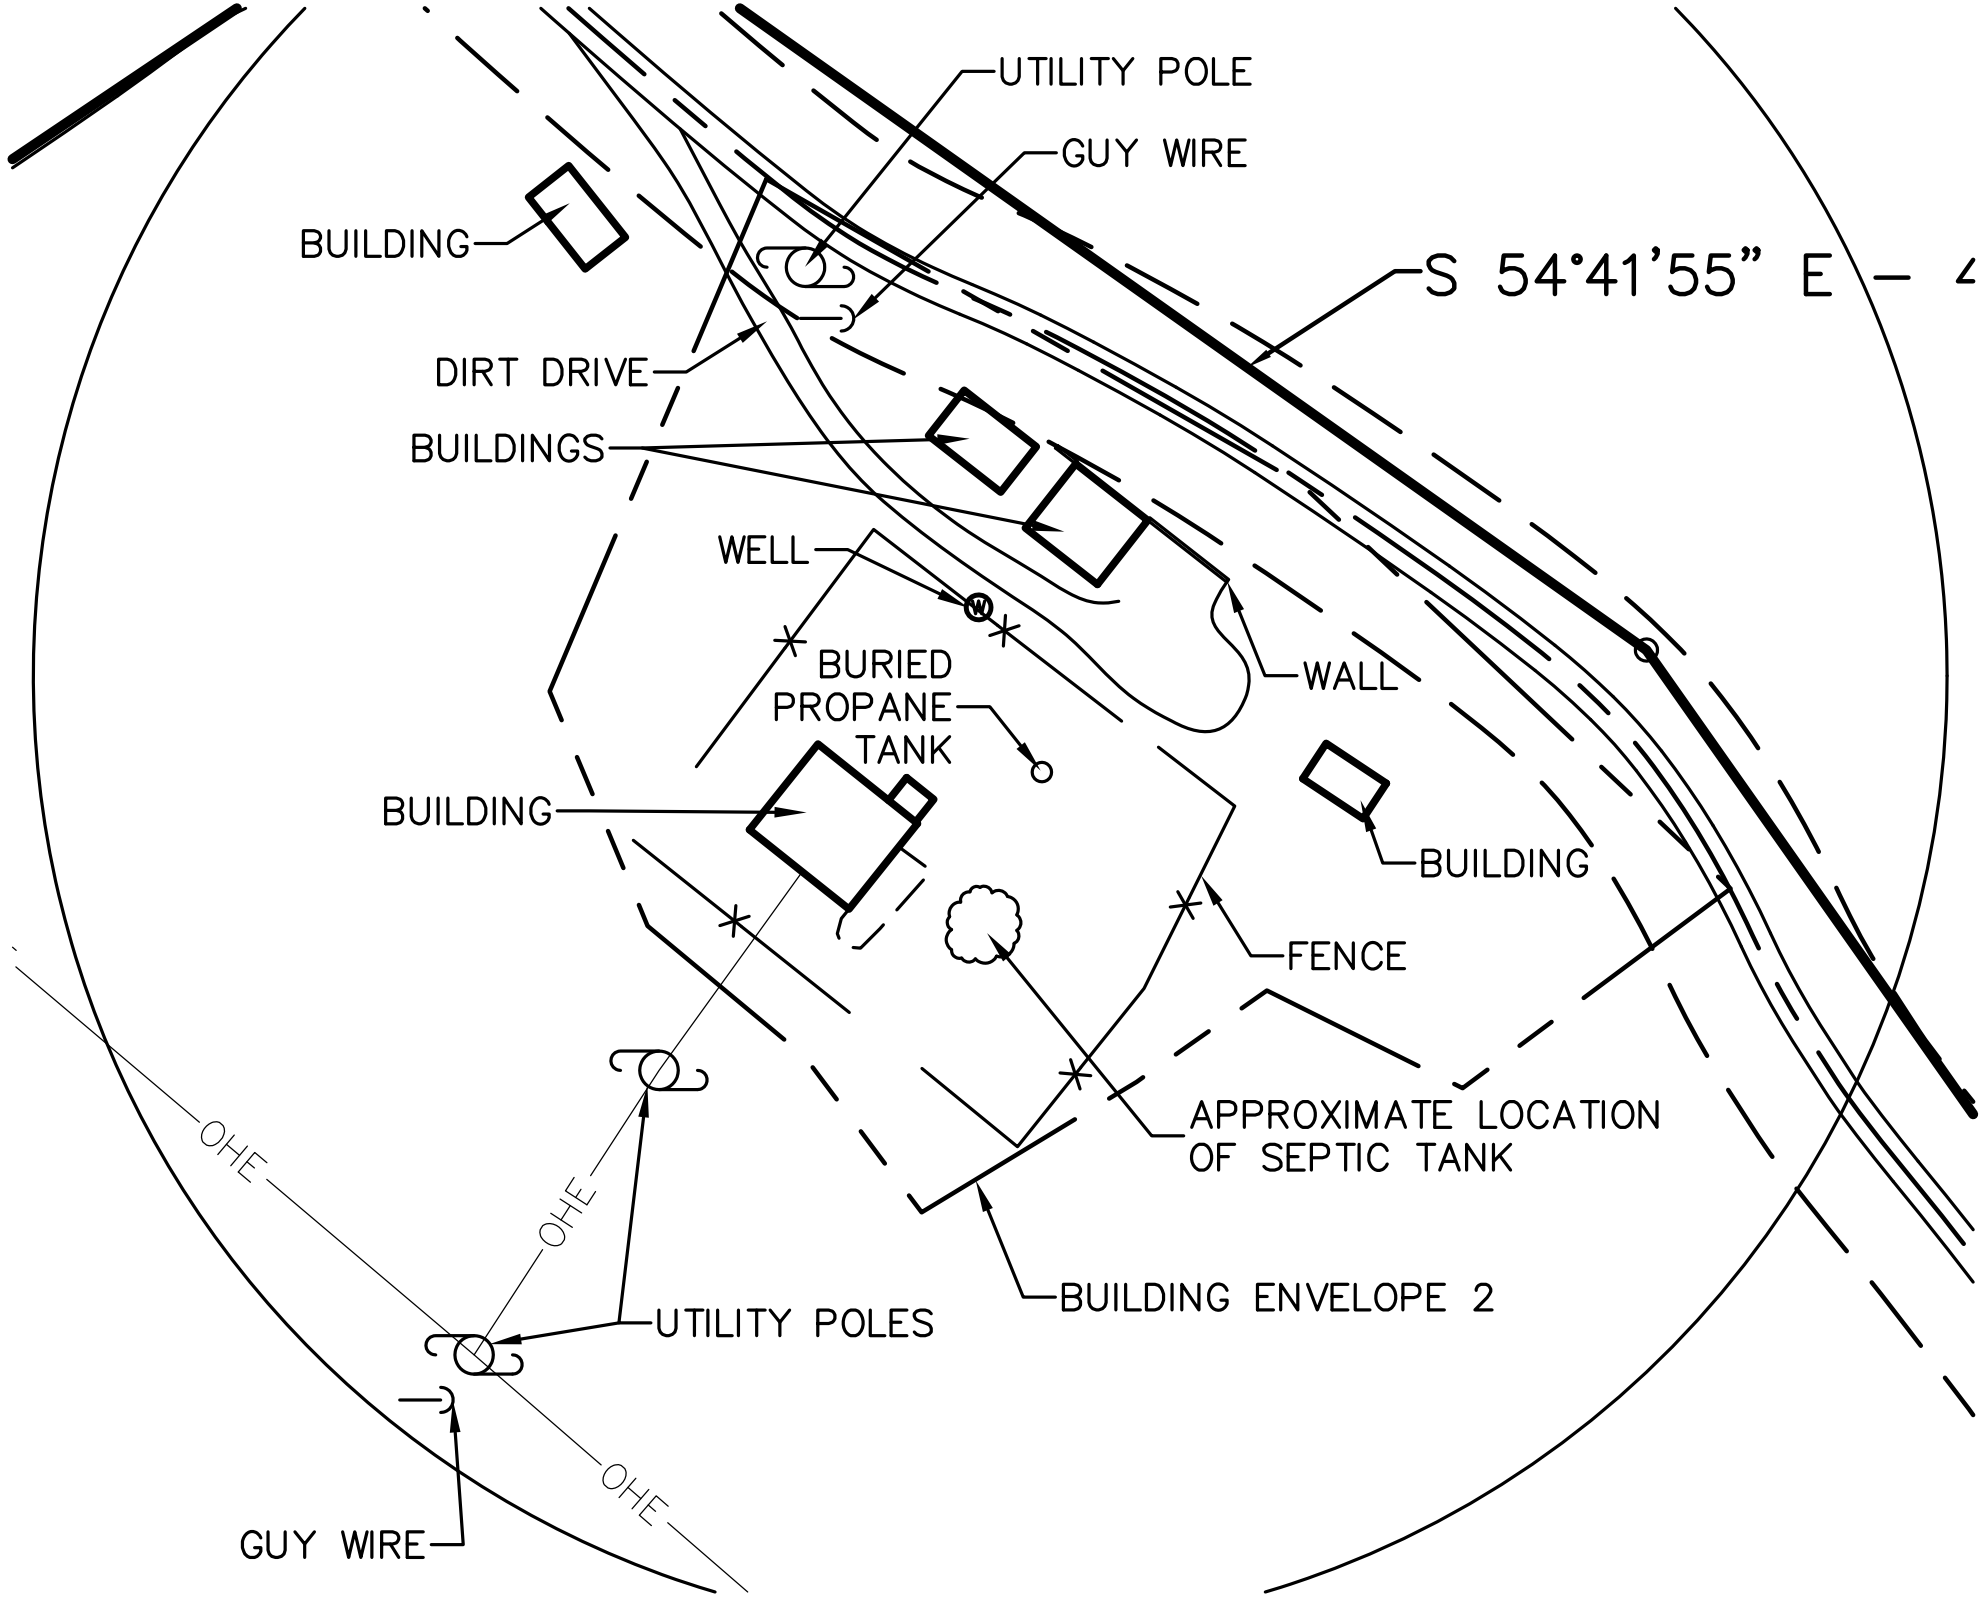 UTILITY POLE
GUY WIRE
BUILDING
S 54°41'55" E -
DIRT DRIVE
BUILDINGS
WELL
W
BURIED
PROPANE
TANK
WALL
BUILDING
BUILDING
FENCE
APPROXIMATE LOCATION
OF SEPTIC TANK
OHE
OHE
BUILDING ENVELOPE 2
UTILITY POLES
OHE
GUY WIRE